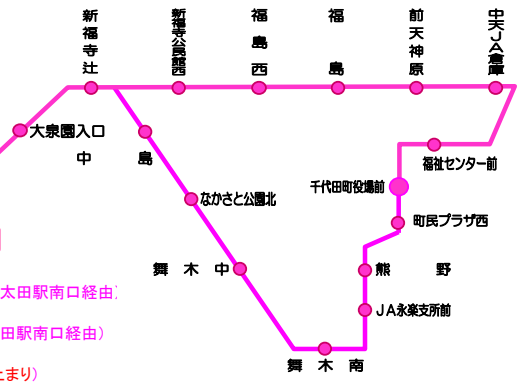 新福寺辻
新福寺公民館西
福島西
福島
前天神原
中天JA倉庫
大泉園入口
中島
福祉センター前
千代田町役場前
なかさと公園北
町民プラザ西
舞木中
熊野
太田駅南口経由)
JA永楽支所前
田駅南口経由)
舞木南
まり)